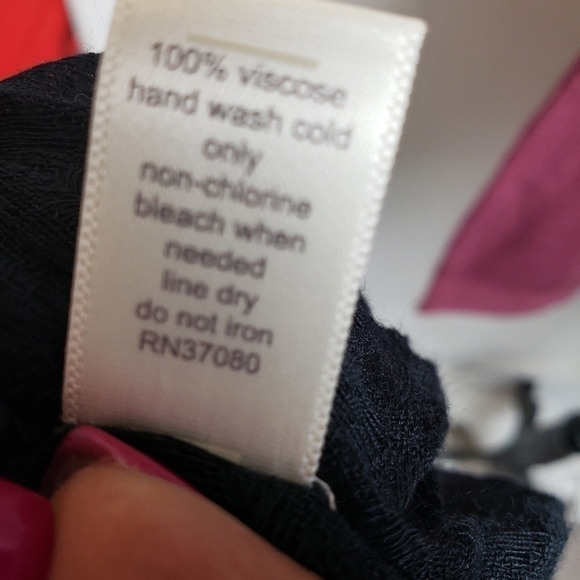 100% viscose
hand wash cold
only
non-chlorine
bleach when
needed
line dry
do not iron
RN37080